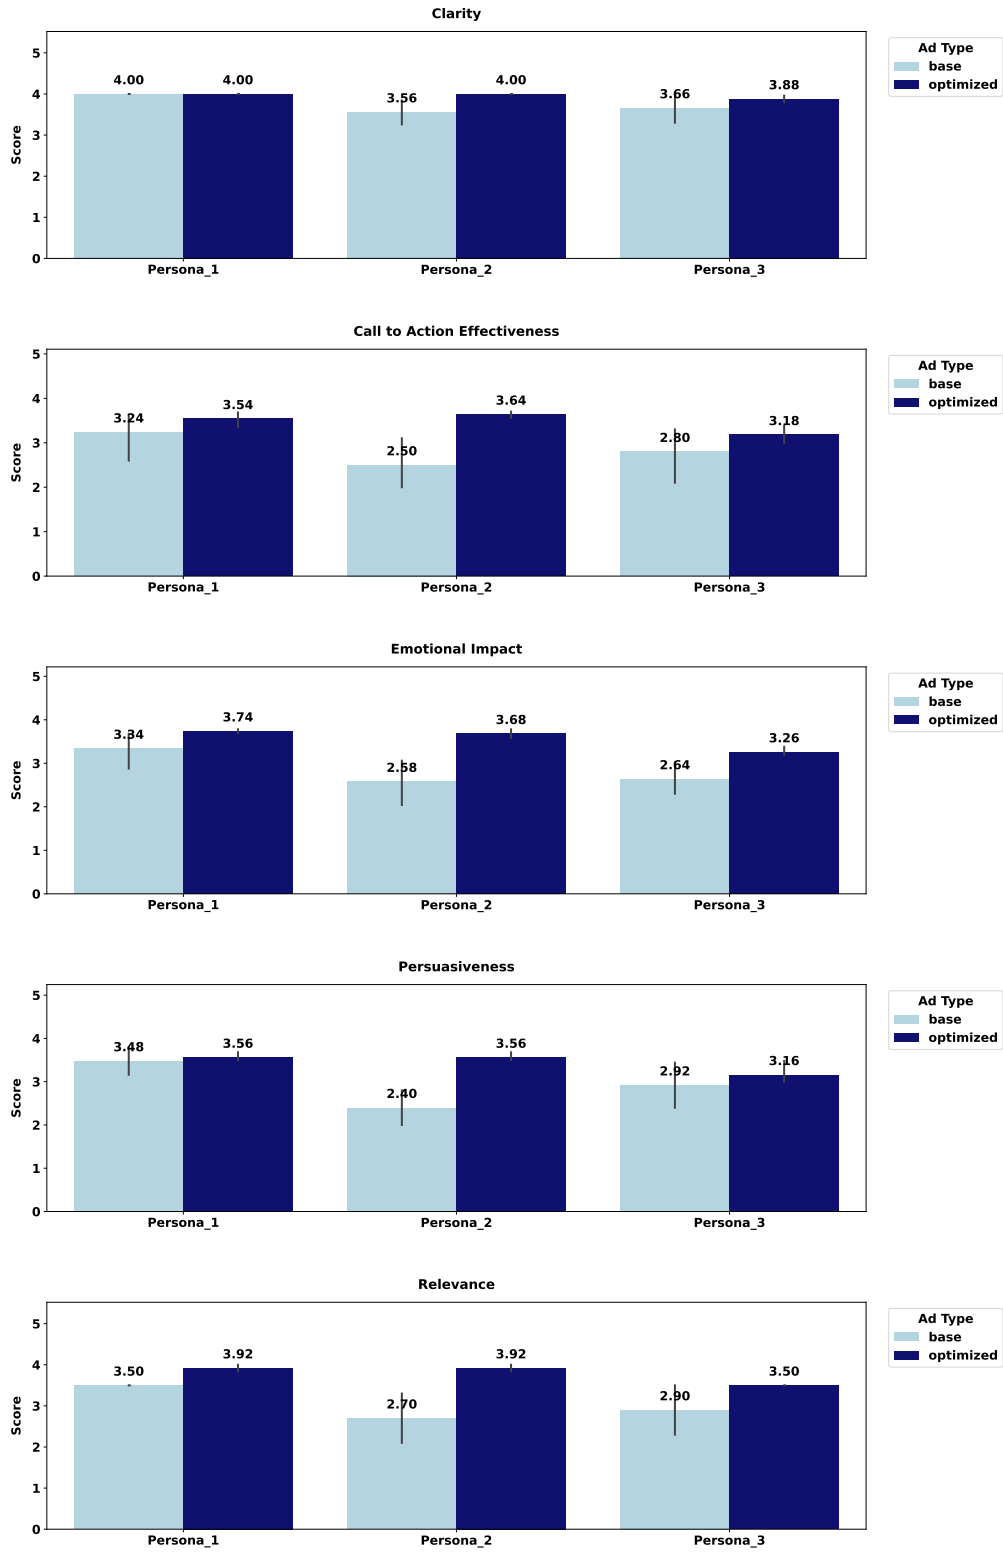 Clarity
5
4
3
2
1
0
Score
4.00 4.00 3.56 4.00 3.66 3.88
Persona_1 Persona_2 Persona_3
Ad Type
base
optimized
Call to Action Effectiveness
5
4
3
2
1
0
Score
3.24 3.54 2.50 3.64 2.80 3.18
Persona_1 Persona_2 Persona_3
Ad Type
base
optimized
Emotional Impact
5
4
3
2
1
0
Score
3.34 3.74 2.58 3.68 2.64 3.26
Persona_1 Persona_2 Persona_3
Ad Type
base
optimized
Persuasiveness
5
4
3
2
1
0
Score
3.48 3.56 2.40 3.56 2.92 3.16
Persona_1 Persona_2 Persona_3
Ad Type
base
optimized
Relevance
5
4
3
2
1
0
Score
3.50 3.92 2.70 3.92 2.90 3.50
Persona_1 Persona_2 Persona_3
Ad Type
base
optimized